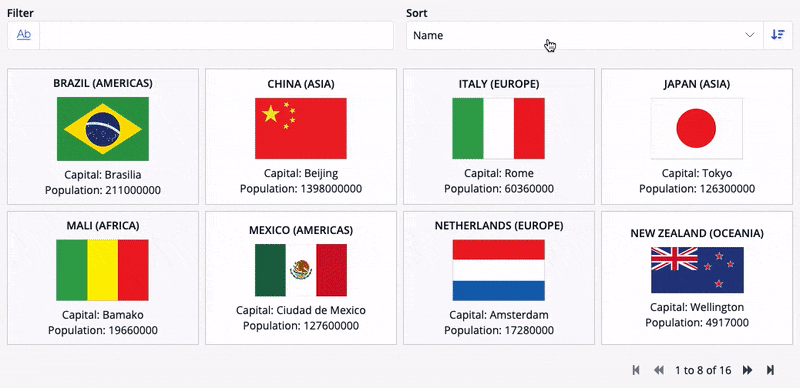 Filter
Sort
Ab
Name
BRAZIL (AMERICAS)
Capital: Brasilia
Population: 211000000
CHINA (ASIA)
Capital: Beijing
Population: 1398000000
ITALY (EUROPE)
Capital: Rome
Population: 60360000
JAPAN (ASIA)
Capital: Tokyo
Population: 126300000
MALI (AFRICA)
Capital: Bamako
Population: 19660000
MEXICO (AMERICAS)
Capital: Ciudad de Mexico
Population: 127600000
NETHERLANDS (EUROPE)
Capital: Amsterdam
Population: 17280000
NEW ZEALAND (OCEANIA)
Capital: Wellington
Population: 4917000
1 to 8 of 16